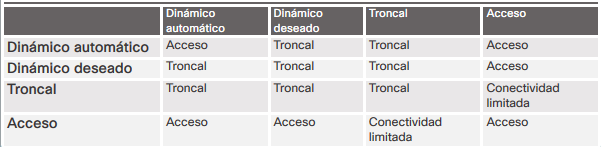 Dinámico automático Dinámico deseado Troncal Acceso
Dinámico automático Acceso Troncal Troncal Acceso
Dinámico deseado Troncal Troncal Troncal Acceso
Troncal Troncal Troncal Troncal Conectividad limitada
Acceso Acceso Acceso Conectividad limitada Acceso